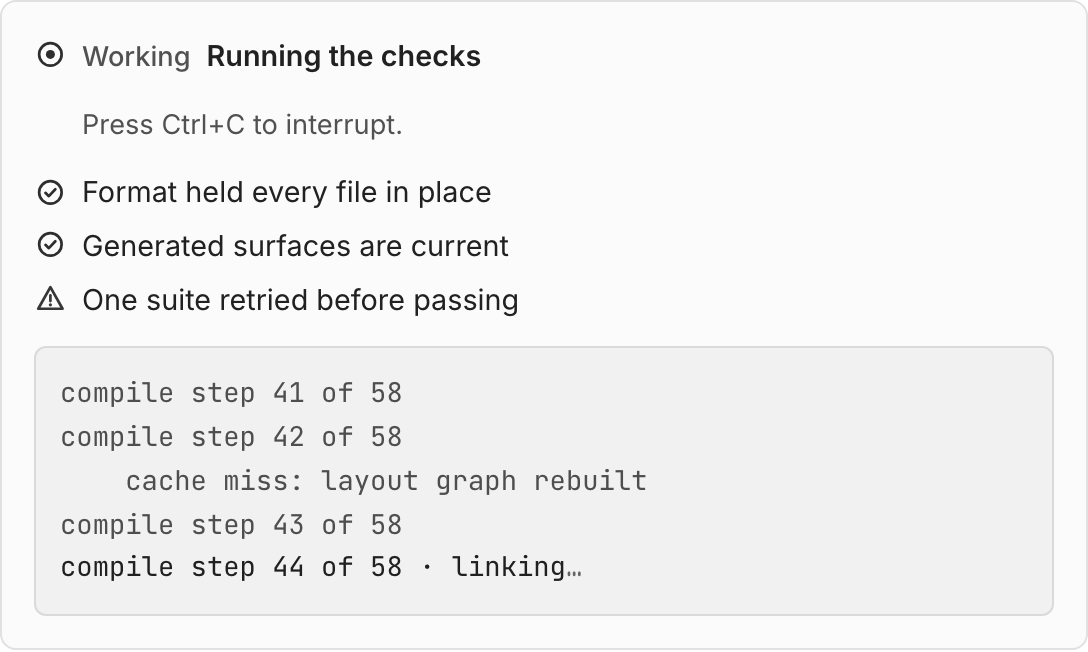 Working Running the checks
Press Ctrl+C to interrupt.
Format held every file in place
Generated surfaces are current
One suite retried before passing
compile step 41 of 58
compile step 42 of 58
    cache miss: layout graph rebuilt
compile step 43 of 58
compile step 44 of 58 · linking…